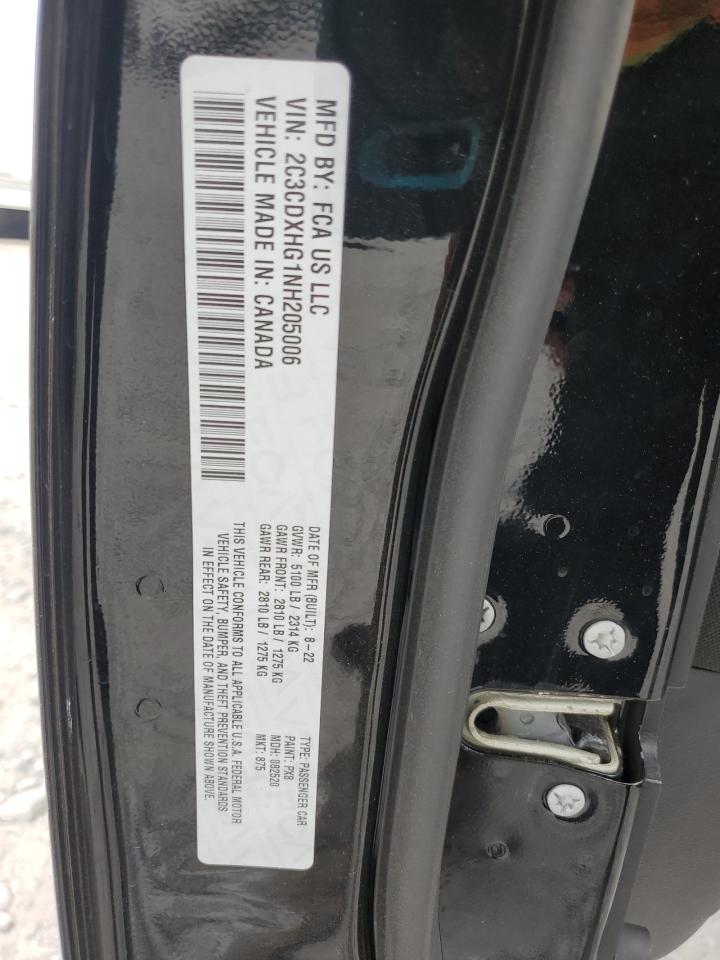 MFD BY: FCA US LLC
VIN: 2C3CDXHG1NH205006
VEHICLE MADE IN: CANADA
DATE OF MFR (BUILT): 8-22
GVWR: 5100 LB / 2314 KG
GAWR FRONT: 2810 LB / 1275 KG
GAWR REAR: 2810 LB / 1275 KG
THIS VEHICLE CONFORMS TO ALL APPLICABLE U.S.A. FEDERAL MOTOR
VEHICLE SAFETY, BUMPER, AND THEFT PREVENTION STANDARDS
IN EFFECT ON THE DATE OF MANUFACTURE SHOWN ABOVE.
TYPE: PASSENGER CAR
PAINT: PX8
MDH: 082520
MKT: 875